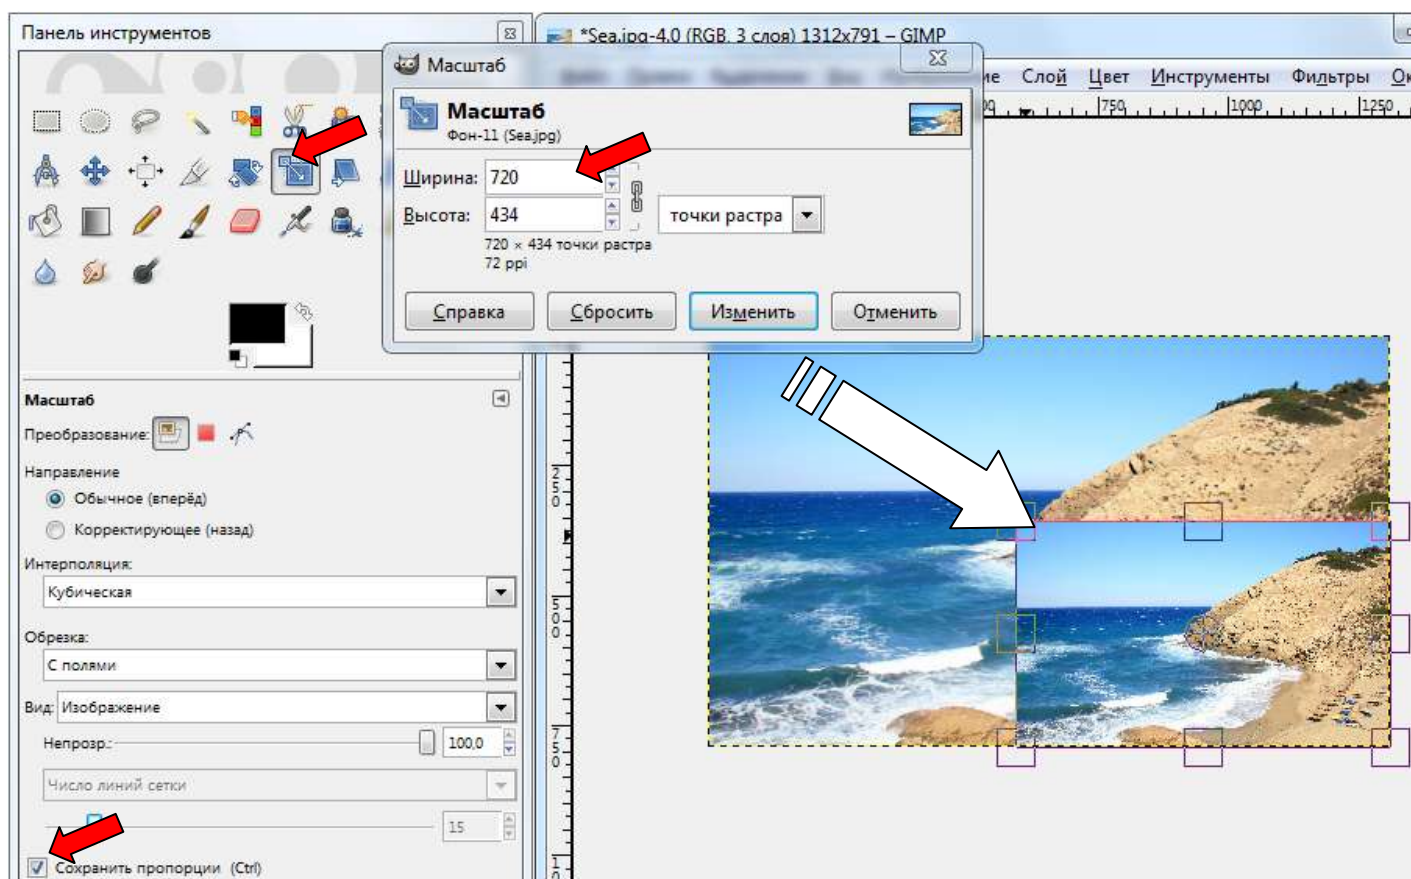 Панель инструментов
*Sea.jpg-4.0 (RGB, 3 слоя) 1312x791 – GIMP
Масштаб
Слой Цвет Инструменты Фильтры
Масштаб
Фон-11 (Sea.jpg)
750 1000 1250
Ширина: 720
Высота: 434 точки растра
720 × 434 точки растра
72 ppi
Справка Сбросить Изменить Отменить
Масштаб
Преобразование:
Направление
Обычное (вперёд)
Корректирующее (назад)
Интерполяция:
Кубическая
Обрезка:
С полями
Вид: Изображение
Непрозр.: 100,0
Число линий сетки
15
Сохранить пропорции (Ctrl)
250
500
750